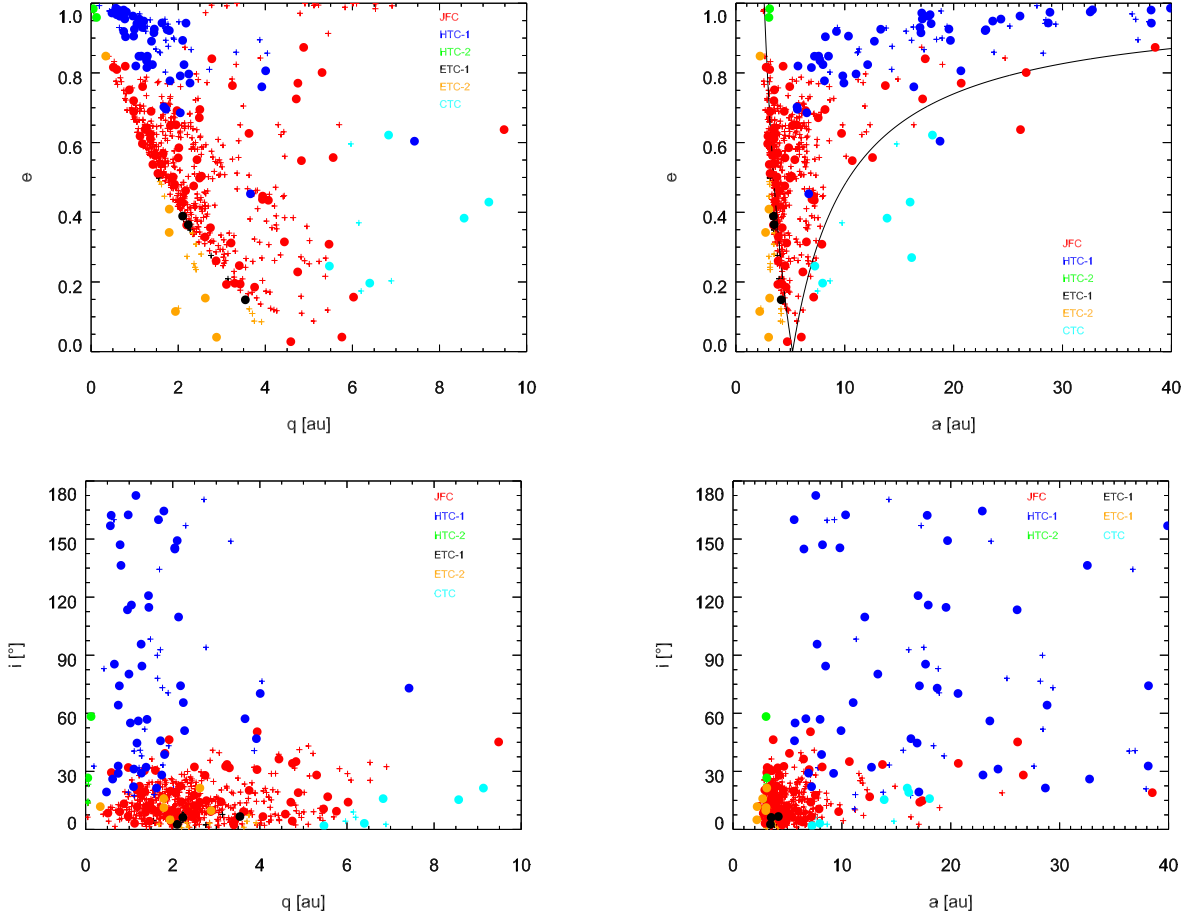 1.0
0.8
0.6
0.4
0.2
0.0
e
0 2 4 6 8 10
q [au]
JFC
HTC-1
HTC-2
ETC-1
ETC-2
CTC
1.0
0.8
0.6
0.4
0.2
0.0
e
0 10 20 30 40
a [au]
JFC
HTC-1
HTC-2
ETC-1
ETC-2
CTC
180
150
120
90
60
30
0
i [°]
0 2 4 6 8 10
q [au]
JFC
HTC-1
HTC-2
ETC-1
ETC-2
CTC
180
150
120
90
60
30
0
i [°]
0 10 20 30 40
a [au]
JFC ETC-1
HTC-1 ETC-1
HTC-2 CTC